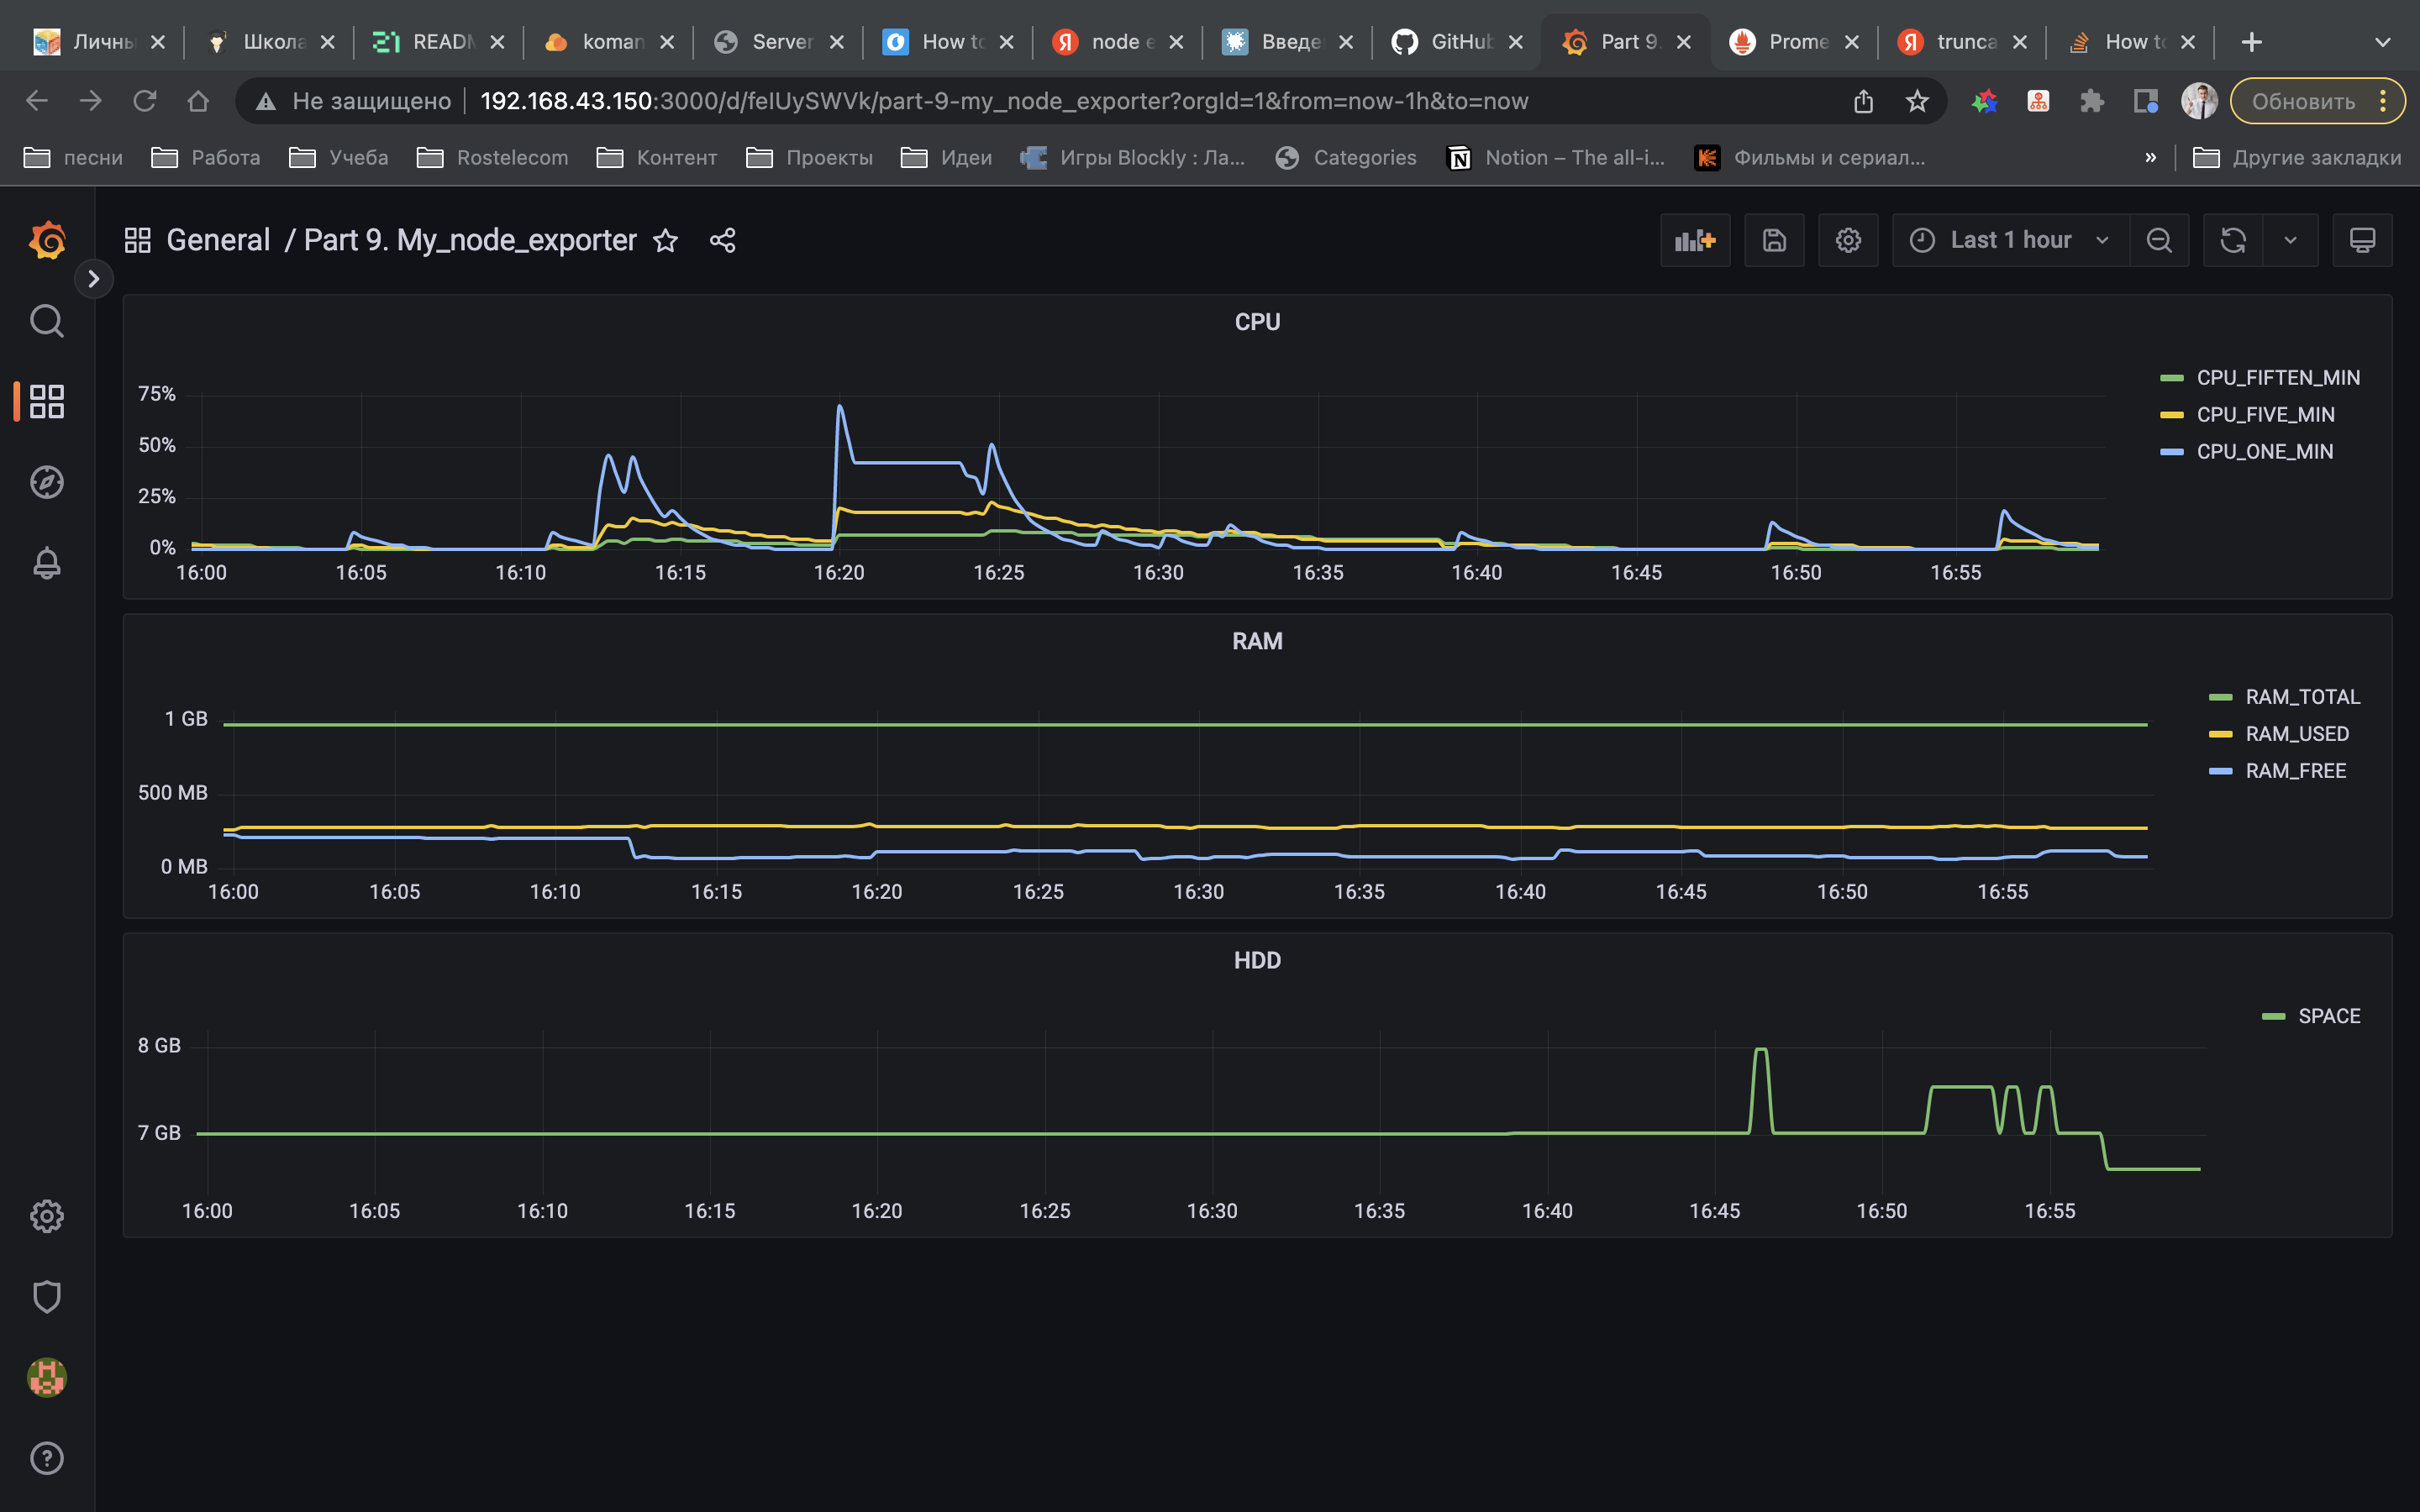 Личны Школа READM koman Server How to node e Введе GitHub Part 9. Prome trunca How to
Не защищено 192.168.43.150:3000/d/feIUySWVk/part-9-my_node_exporter?orgId=1&from=now-1h&to=now Обновить
песни Работа Учеба Rostelecom Контент Проекты Идеи Игры Blockly : Ла... Categories Notion – The all-i... Фильмы и сериал... » Другие закладки
General / Part 9. My_node_exporter Last 1 hour
CPU
75%
50%
25%
0%
16:00 16:05 16:10 16:15 16:20 16:25 16:30 16:35 16:40 16:45 16:50 16:55
CPU_FIFTEN_MIN
CPU_FIVE_MIN
CPU_ONE_MIN
RAM
1 GB
500 MB
0 MB
16:00 16:05 16:10 16:15 16:20 16:25 16:30 16:35 16:40 16:45 16:50 16:55
RAM_TOTAL
RAM_USED
RAM_FREE
HDD
8 GB
7 GB
16:00 16:05 16:10 16:15 16:20 16:25 16:30 16:35 16:40 16:45 16:50 16:55
SPACE